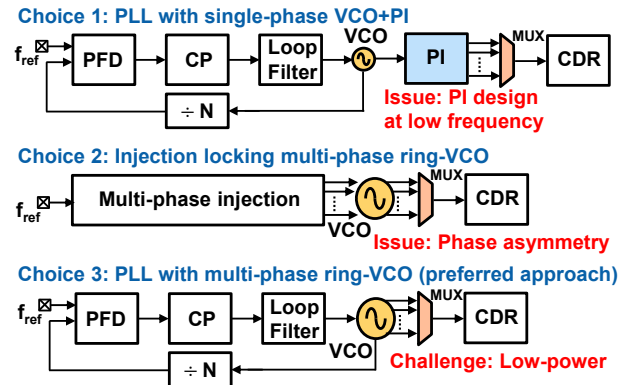 Choice 1: PLL with single-phase VCO+PI
f_ref
PFD
CP
Loop
Filter
VCO
PI
MUX
CDR
÷ N
Issue: PI design
at low frequency
Choice 2: Injection locking multi-phase ring-VCO
f_ref
Multi-phase injection
VCO
MUX
CDR
Issue: Phase asymmetry
Choice 3: PLL with multi-phase ring-VCO (preferred approach)
f_ref
PFD
CP
Loop
Filter
VCO
MUX
CDR
÷ N
Challenge: Low-power